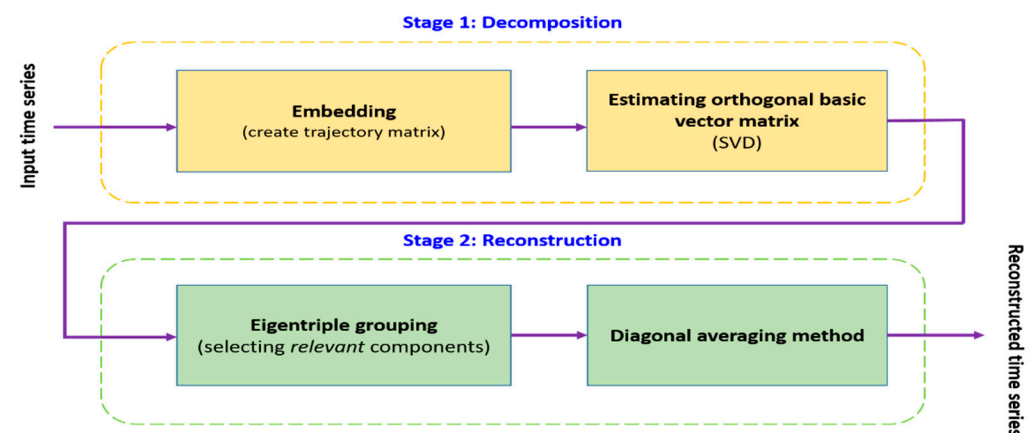 Stage 1: Decomposition
Input time series
Embedding
(create trajectory matrix)
Estimating orthogonal basic
vector matrix
(SVD)
Stage 2: Reconstruction
Eigentriple grouping
(selecting relevant components)
Diagonal averaging method
Reconstructed time series